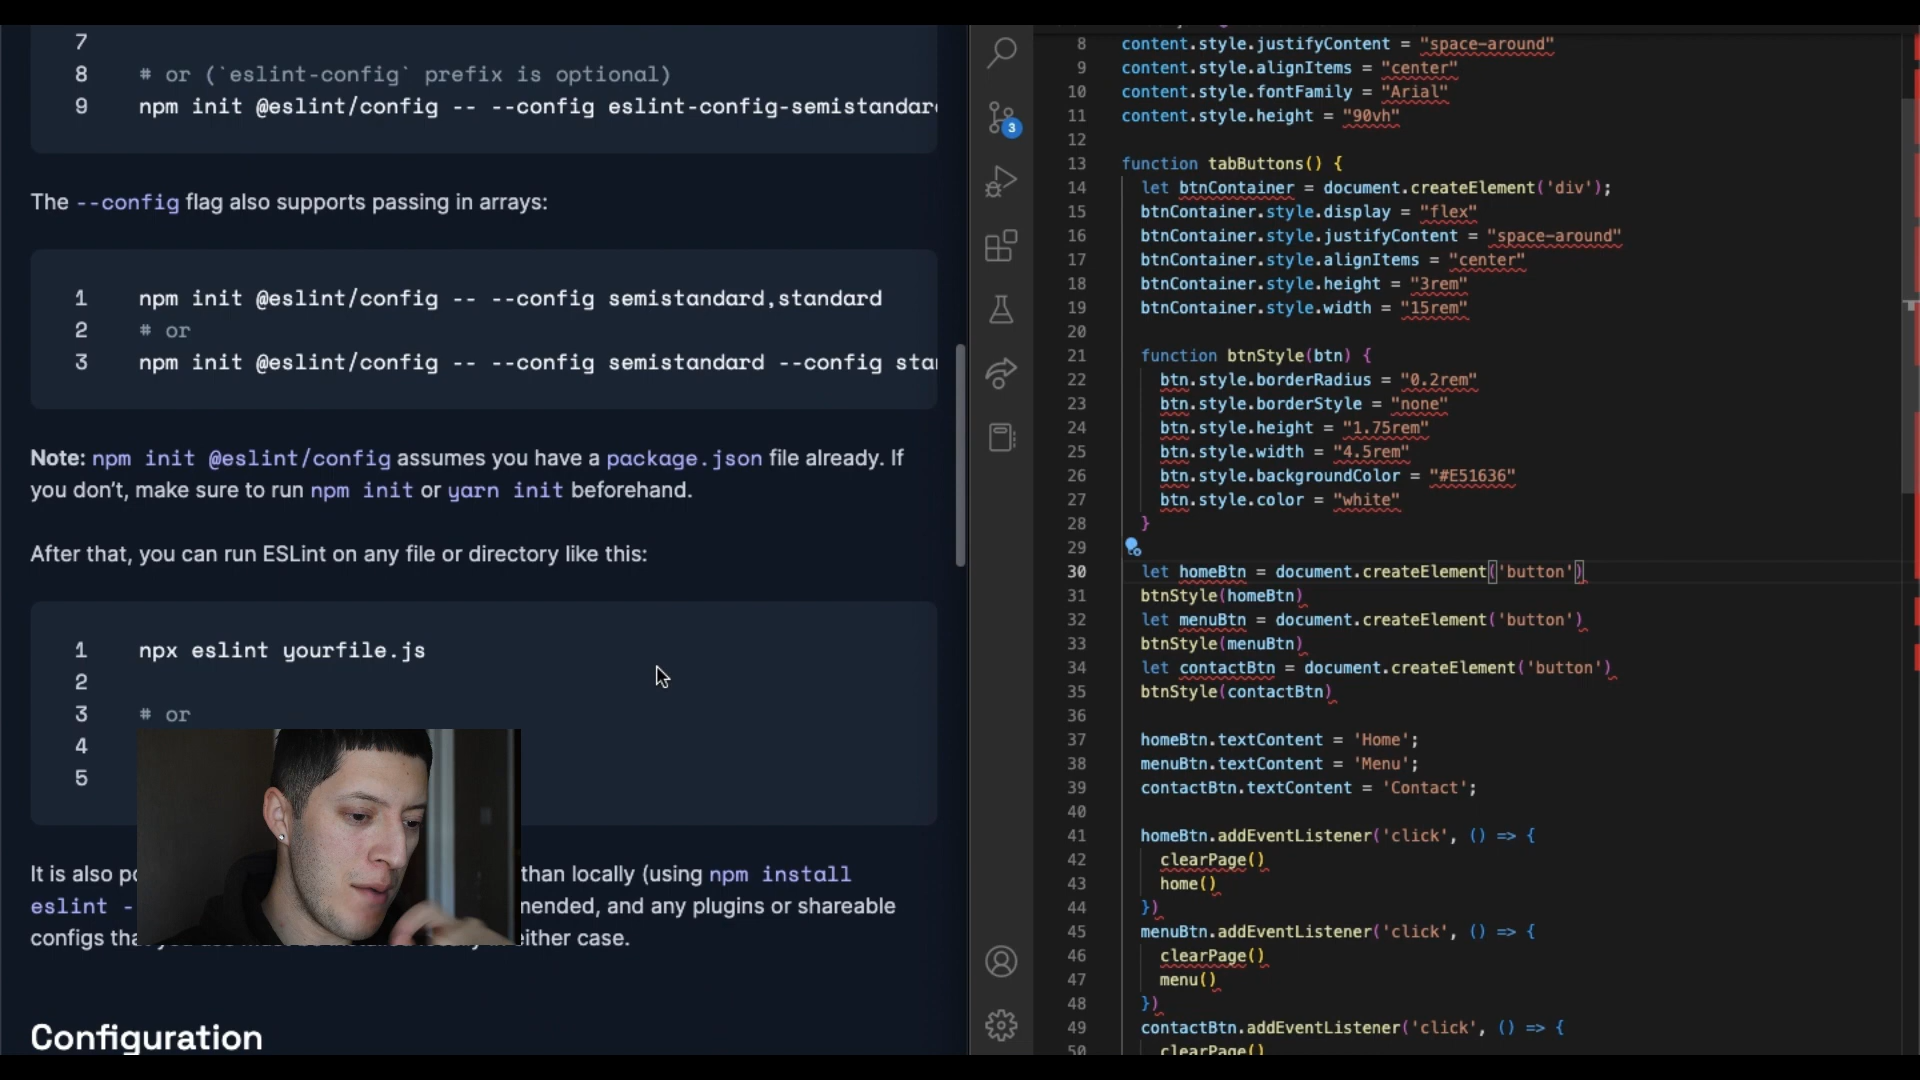 7
8 # or (`eslint-config` prefix is optional)
9 npm init @eslint/config -- --config eslint-config-semistandard
The --config flag also supports passing in arrays:
1 npm init @eslint/config -- --config semistandard,standard
2 # or
3 npm init @eslint/config -- --config semistandard --config sta
Note: npm init @eslint/config assumes you have a package.json file already. If
you don't, make sure to run npm init or yarn init beforehand.
After that, you can run ESLint on any file or directory like this:
1 npx eslint yourfile.js
2
3 # or
4
5
It is also than locally (using npm install
eslint - and any plugins or shareable
configs either case.
Configuration
3
8 content.style.justifyContent = "space-around"
9 content.style.alignItems = "center"
10 content.style.fontFamily = "Arial"
11 content.style.height = "90vh"
12
13 function tabButtons() {
14 let btnContainer = document.createElement('div');
15 btnContainer.style.display = "flex"
16 btnContainer.style.justifyContent = "space-around"
17 btnContainer.style.alignItems = "center"
18 btnContainer.style.height = "3rem"
19 btnContainer.style.width = "15rem"
20
21 function btnStyle(btn) {
22 btn.style.borderRadius = "0.2rem"
23 btn.style.borderStyle = "none"
24 btn.style.height = "1.75rem"
25 btn.style.width = "4.5rem"
26 btn.style.backgroundColor = "#E51636"
27 btn.style.color = "white"
28 }
29
30 let homeBtn = document.createElement('button')
31 btnStyle(homeBtn)
32 let menuBtn = document.createElement('button')
33 btnStyle(menuBtn)
34 let contactBtn = document.createElement('button')
35 btnStyle(contactBtn)
36
37 homeBtn.textContent = 'Home';
38 menuBtn.textContent = 'Menu';
39 contactBtn.textContent = 'Contact';
40
41 homeBtn.addEventListener('click', () => {
42 clearPage()
43 home()
44 })
45 menuBtn.addEventListener('click', () => {
46 clearPage()
47 menu()
48 })
49 contactBtn.addEventListener('click', () => {
50 clearPage()